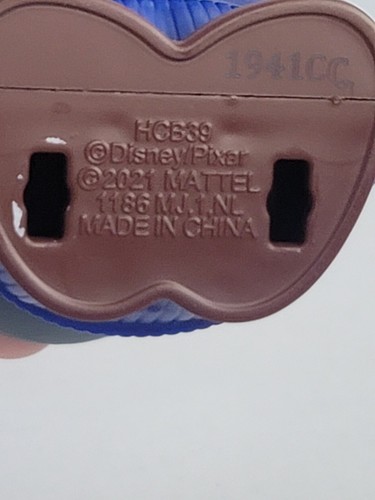 1941CC
HCB39
©Disney/Pixar
©2021 MATTEL
1186 MJ.1.NL
MADE IN CHINA